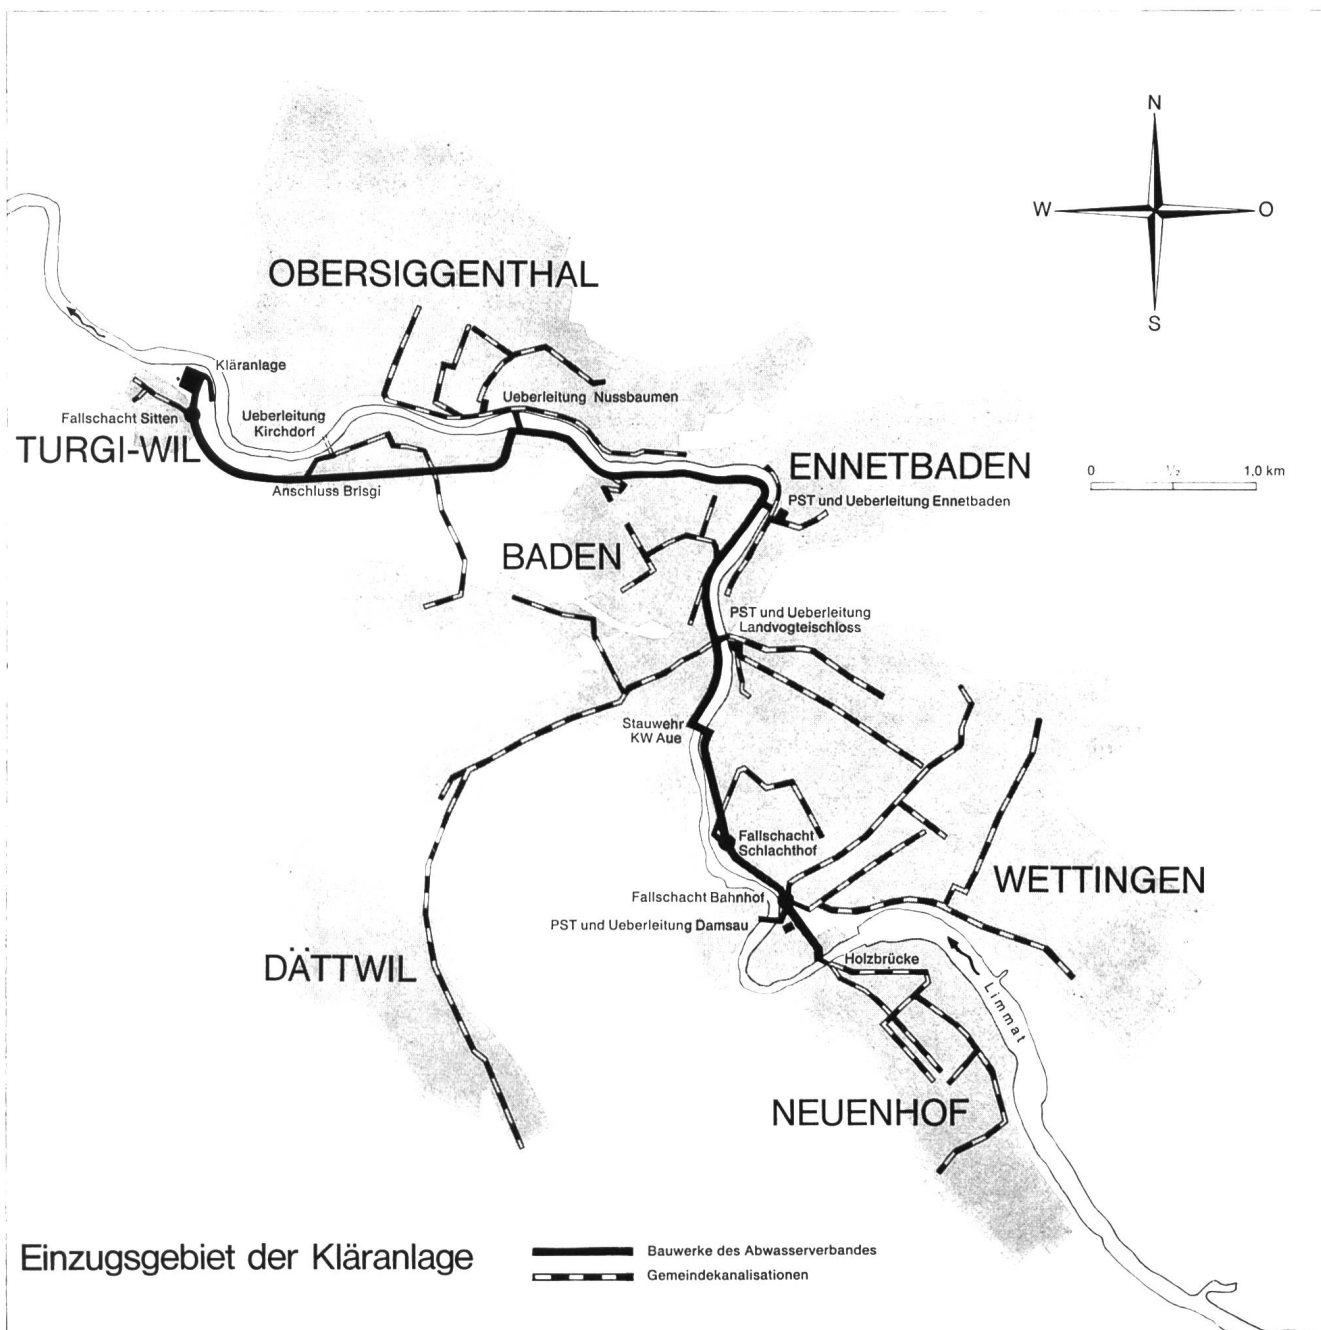 N
W
O
S
OBERSIGGENTHAL
Kläranlage
Ueberleitung Nussbaumen
Fallschacht Sitten
Ueberleitung
Kirchdorf
TURGI-WIL
Anschluss Brisgi
ENNETBADEN
PST und Ueberleitung Ennetbaden
0
1/2
1,0 km
BADEN
PST und Ueberleitung
Landvogteischloss
Stauwehr
KW Aue
Fallschacht
Schlachthof
WETTINGEN
Fallschacht Bahnhof
PST und Ueberleitung Damsau
Holzbrücke
DÄTTWIL
Limmat
NEUENHOF
Einzugsgebiet der Kläranlage
Bauwerke des Abwasserverbandes
Gemeindekanalisationen